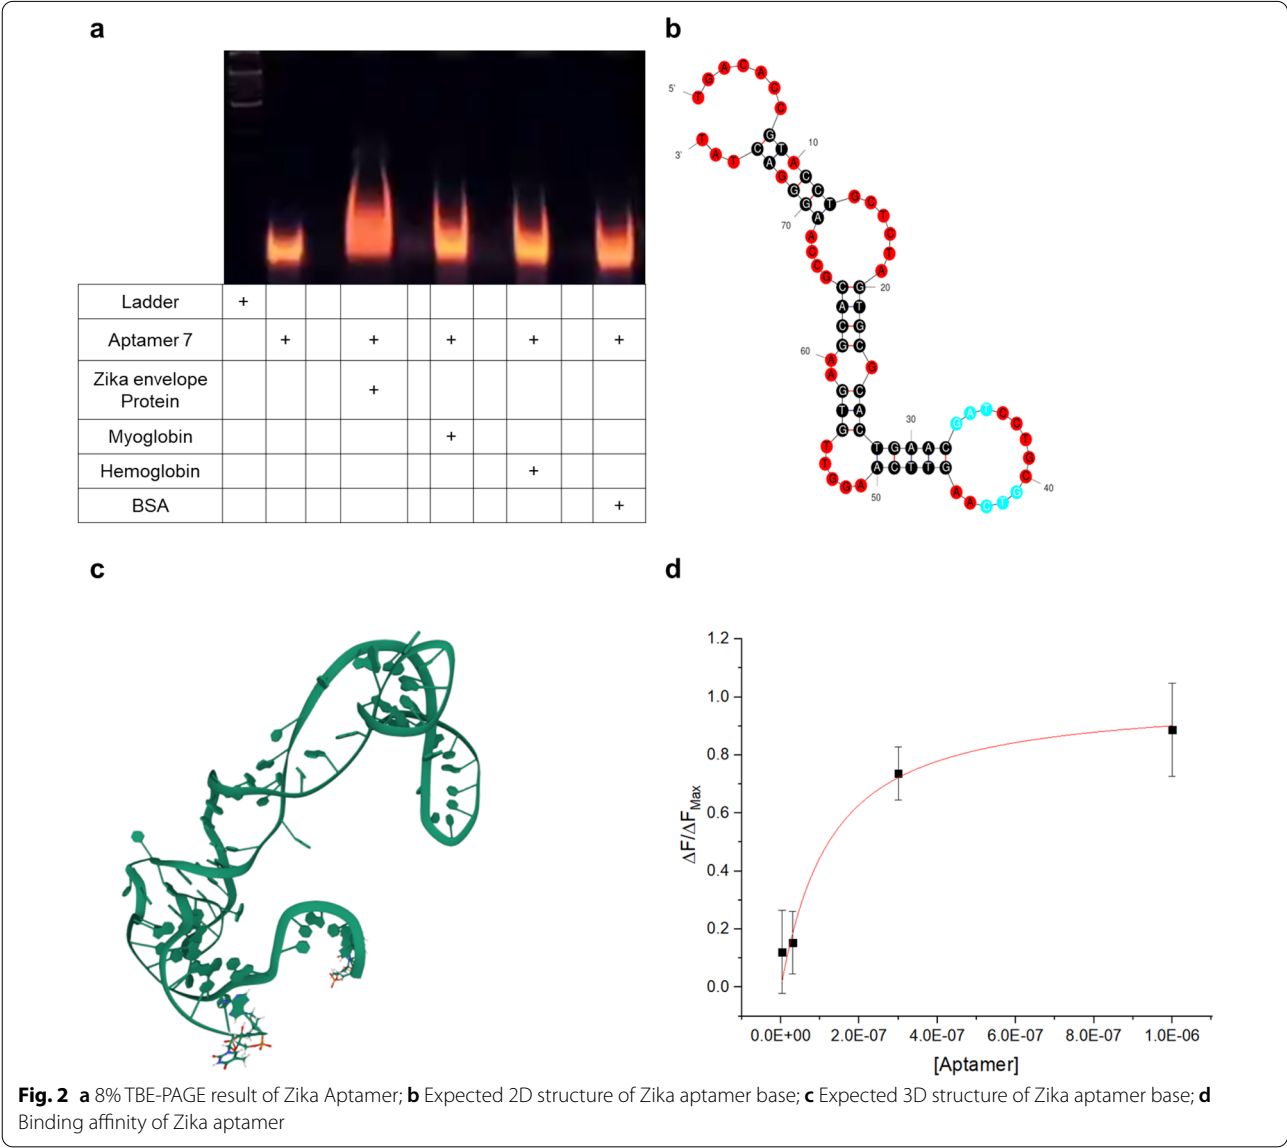 a
b
Ladder + 
Aptamer 7 + + + + +
Zika envelope
Protein +
Myoglobin +
Hemoglobin +
BSA +
5'
T G A C A C C
G T A C C T
10
G C T C T A
G T G C
20
G
C A C
T G A A C
30
G A T C C T G C
40
G T C A A
G T T C A
50
A G G T T
G T G
A A
60
G C A C
G C C A
A G G G A C
70
T A T
3'
c
d
1.2
1.0
0.8
0.6
0.4
0.2
0.0
ΔF/ΔFMax
0.0E+00 2.0E-07 4.0E-07 6.0E-07 8.0E-07 1.0E-06
[Aptamer]
Fig. 2 a 8% TBE-PAGE result of Zika Aptamer; b Expected 2D structure of Zika aptamer base; c Expected 3D structure of Zika aptamer base; d
Binding affinity of Zika aptamer